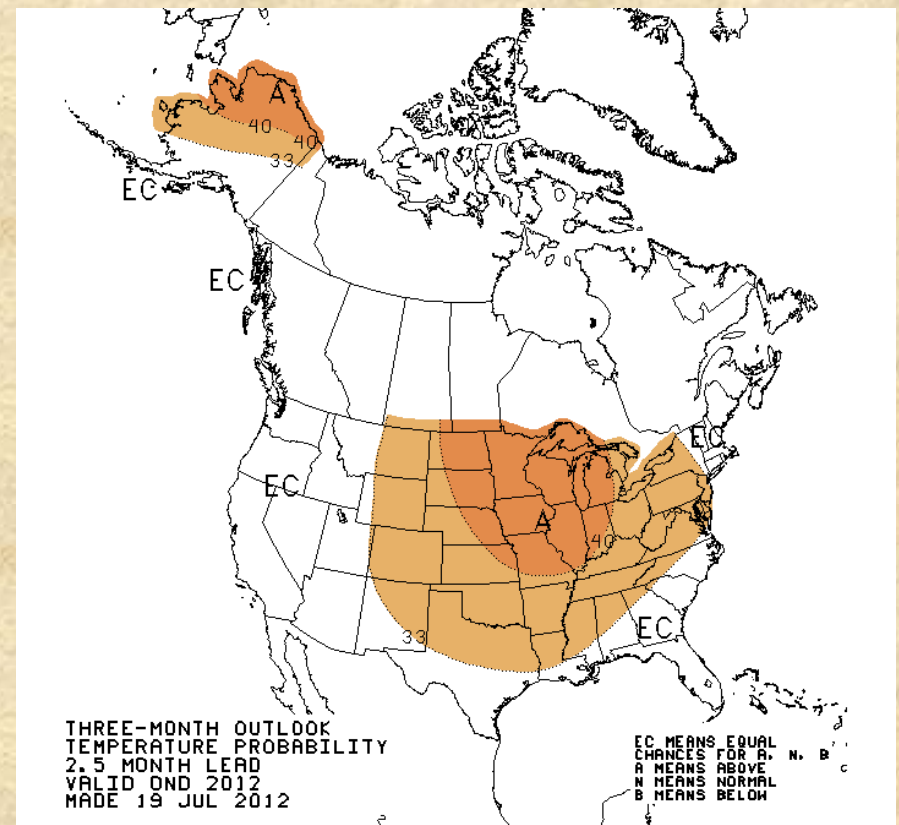 A
40
40
33
EC
EC
EC
EC
A
40
33
EC
THREE-MONTH OUTLOOK
TEMPERATURE PROBABILITY
2.5 MONTH LEAD
VALID OND 2012
MADE 19 JUL 2012
EC MEANS EQUAL
CHANCES FOR A, N, B
A MEANS ABOVE
N MEANS NORMAL
B MEANS BELOW